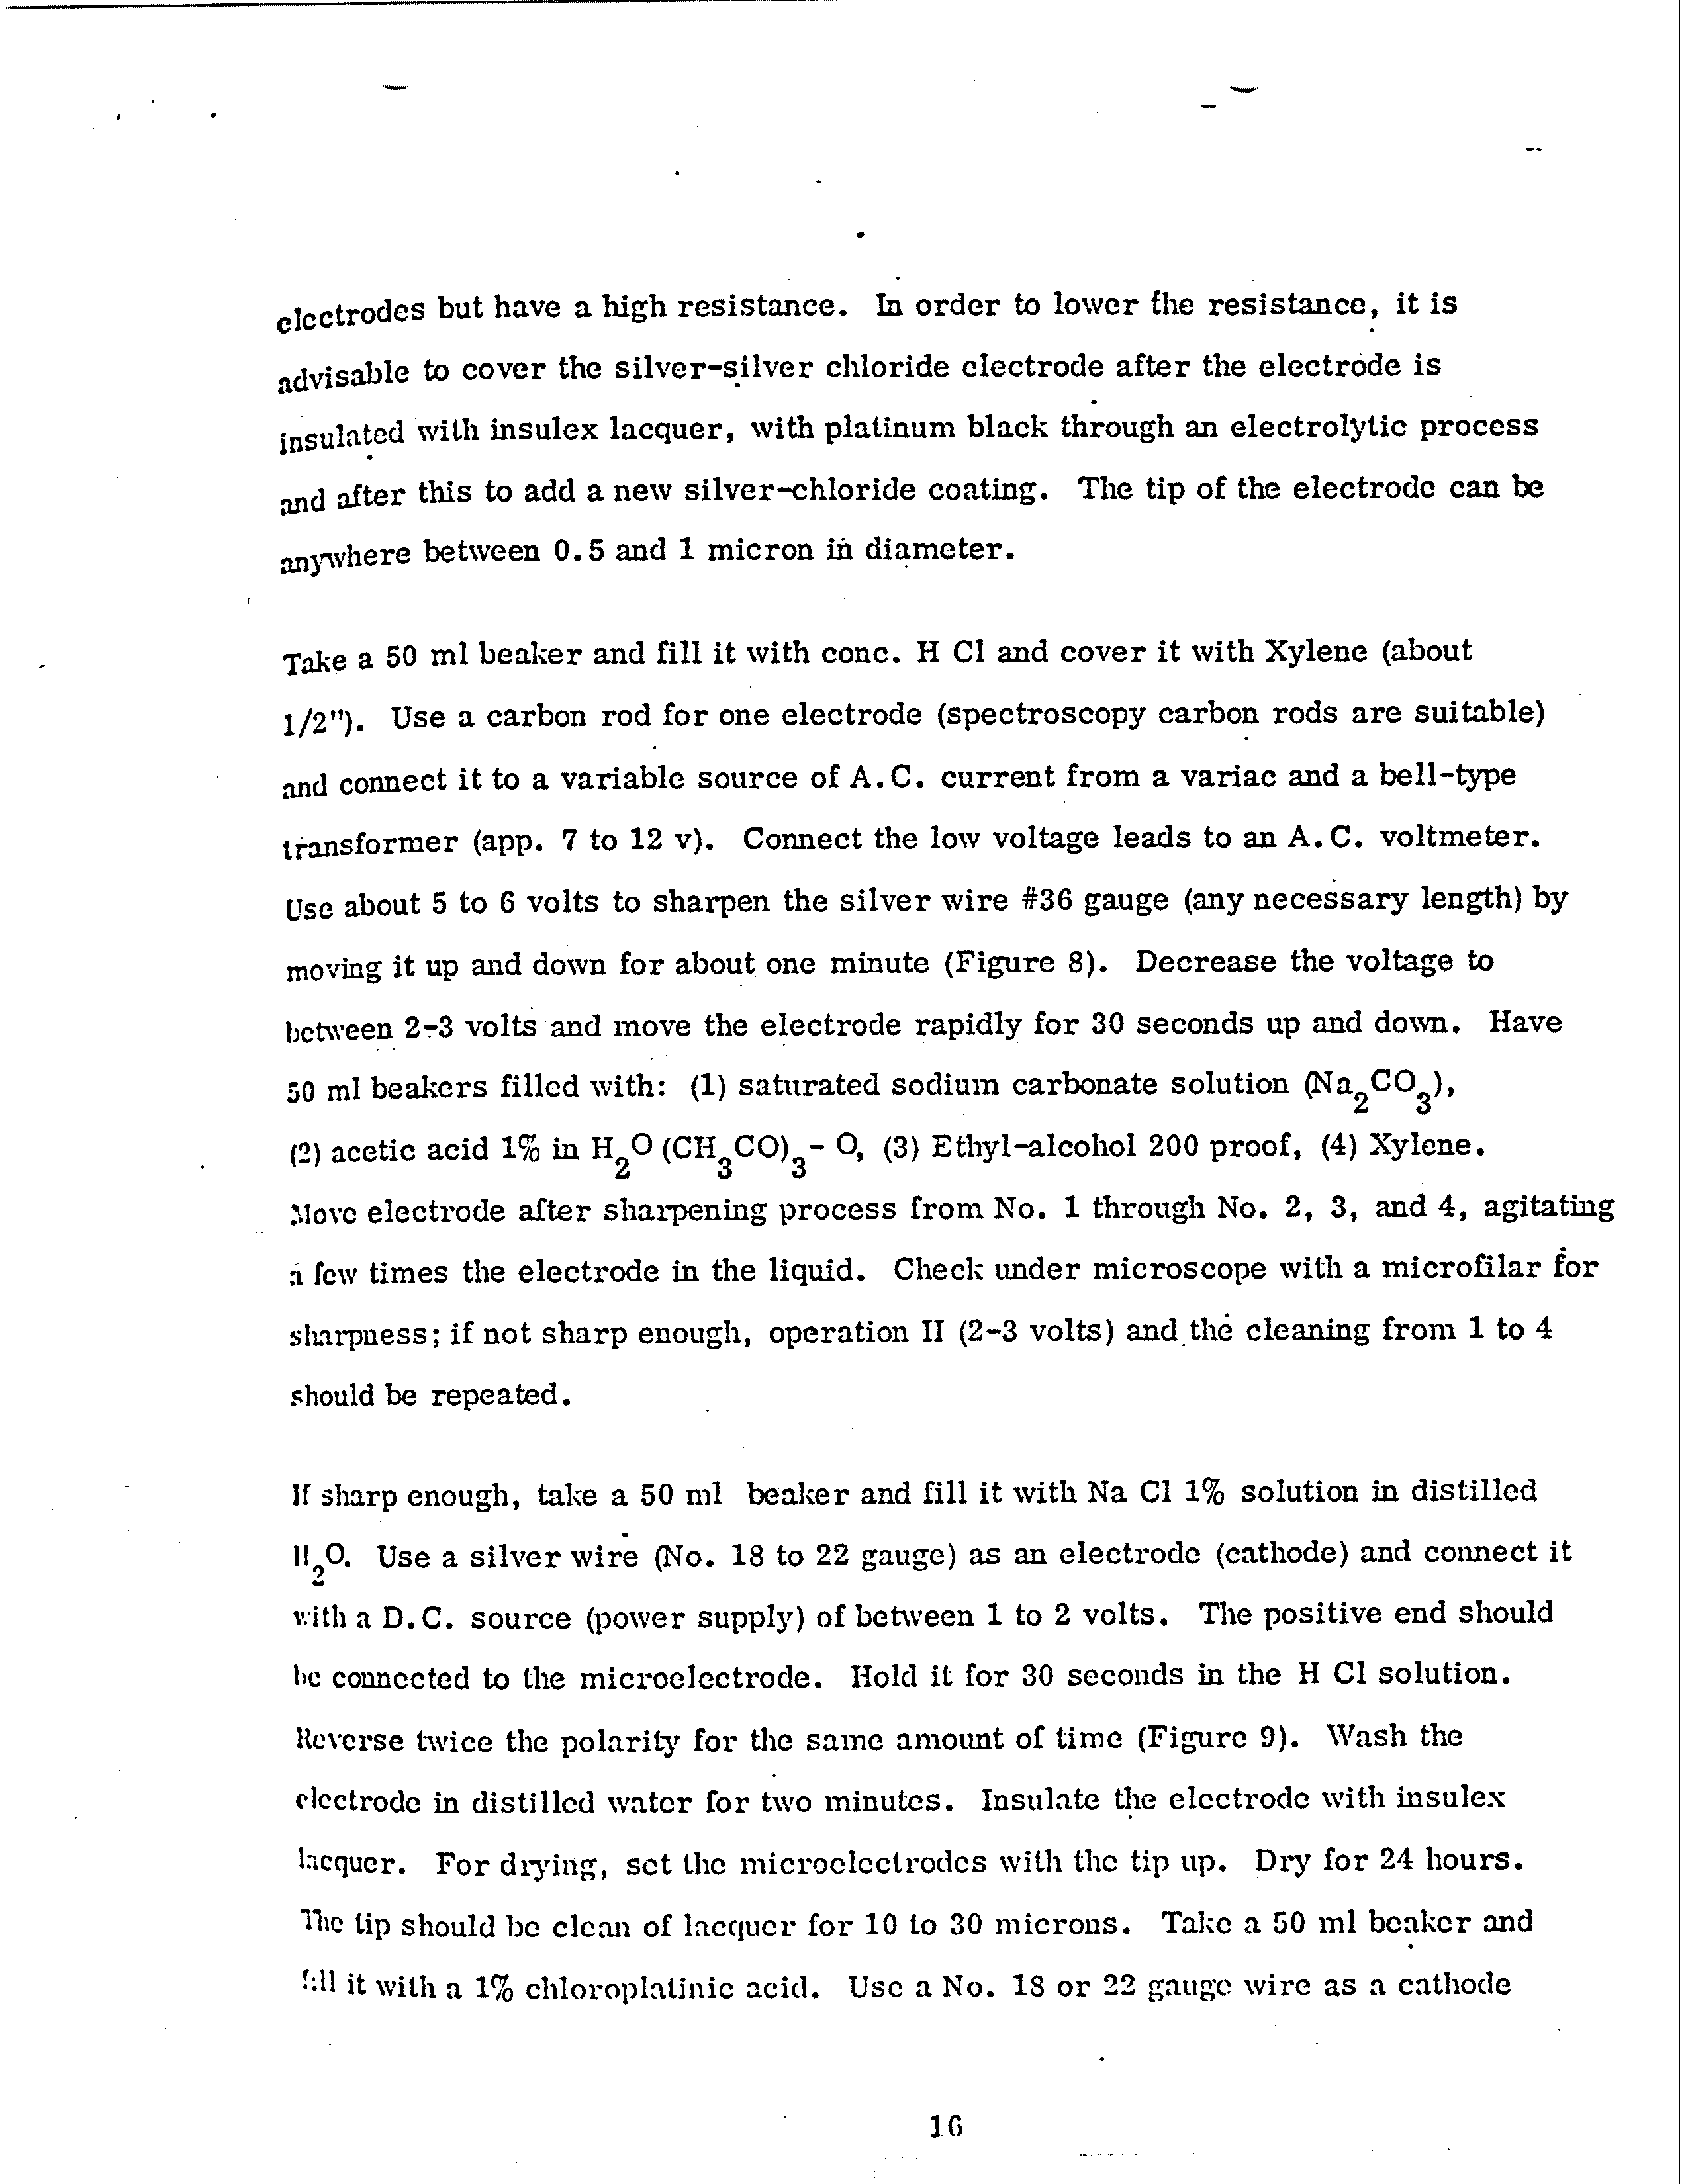 electrodes but have a high resistance. In order to lower the resistance, it is
advisable to cover the silver-silver chloride electrode after the electrode is
insulated with insulex lacquer, with platinum black through an electrolytic process
and after this to add a new silver-chloride coating. The tip of the electrode can be
anywhere between 0.5 and 1 micron in diameter.
Take a 50 ml beaker and fill it with conc. H Cl and cover it with Xylene (about
1/2"). Use a carbon rod for one electrode (spectroscopy carbon rods are suitable)
and connect it to a variable source of A.C. current from a variac and a bell-type
transformer (app. 7 to 12 v). Connect the low voltage leads to an A.C. voltmeter.
Use about 5 to 6 volts to sharpen the silver wire #36 gauge (any necessary length) by
moving it up and down for about one minute (Figure 8). Decrease the voltage to
between 2-3 volts and move the electrode rapidly for 30 seconds up and down. Have
50 ml beakers filled with: (1) saturated sodium carbonate solution (Na₂CO₃),
(2) acetic acid 1% in H₂O (CH₃CO)₃- O, (3) Ethyl-alcohol 200 proof, (4) Xylene.
Move electrode after sharpening process from No. 1 through No. 2, 3, and 4, agitating
a few times the electrode in the liquid. Check under microscope with a microfilar for
sharpness; if not sharp enough, operation II (2-3 volts) and the cleaning from 1 to 4
should be repeated.
If sharp enough, take a 50 ml beaker and fill it with Na Cl 1% solution in distilled
H₂O. Use a silver wire (No. 18 to 22 gauge) as an electrode (cathode) and connect it
with a D.C. source (power supply) of between 1 to 2 volts. The positive end should
be connected to the microelectrode. Hold it for 30 seconds in the H Cl solution.
Reverse twice the polarity for the same amount of time (Figure 9). Wash the
electrode in distilled water for two minutes. Insulate the electrode with insulex
lacquer. For drying, set the microelectrodes with the tip up. Dry for 24 hours.
The tip should be clean of lacquer for 10 to 30 microns. Take a 50 ml beaker and
fill it with a 1% chloroplatinic acid. Use a No. 18 or 22 gauge wire as a cathode
16